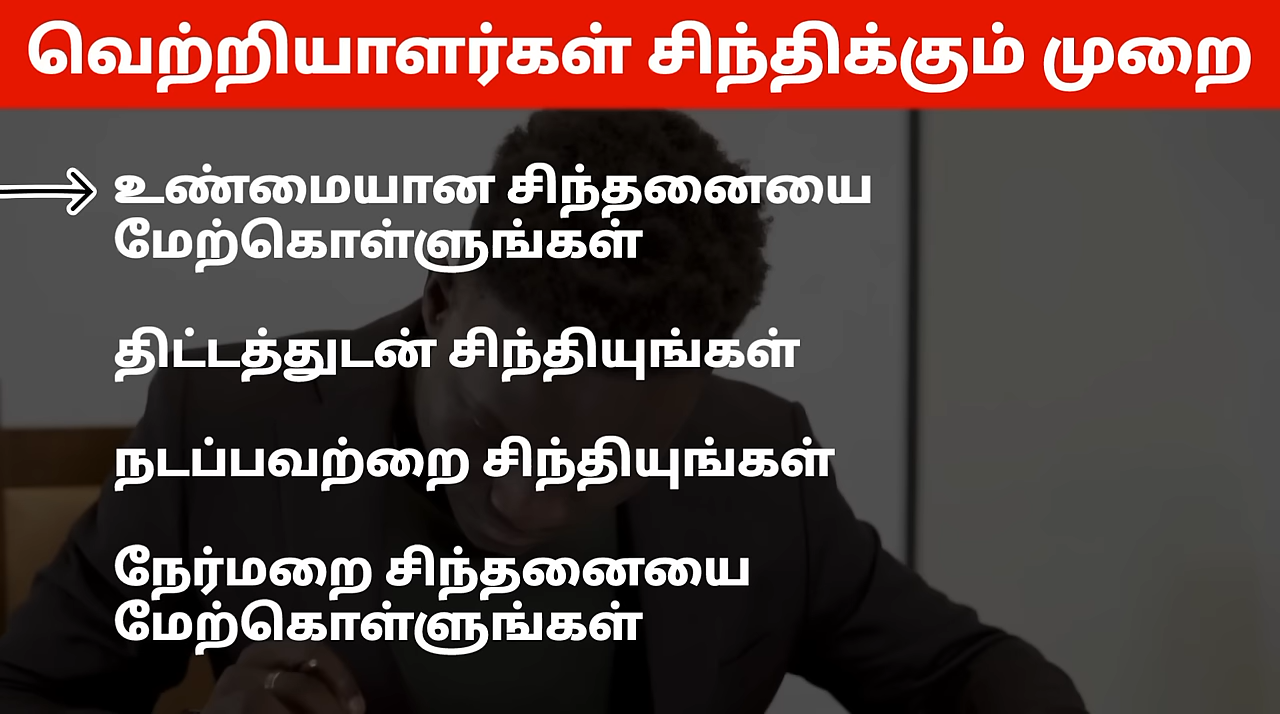 வெற்றியாளர்கள் சிந்திக்கும் முறை
உண்மையான சிந்தனையை
மேற்கொள்ளுங்கள்
திட்டத்துடன் சிந்தியுங்கள்
நடப்பவற்றை சிந்தியுங்கள்
நேர்மறை சிந்தனையை
மேற்கொள்ளுங்கள்